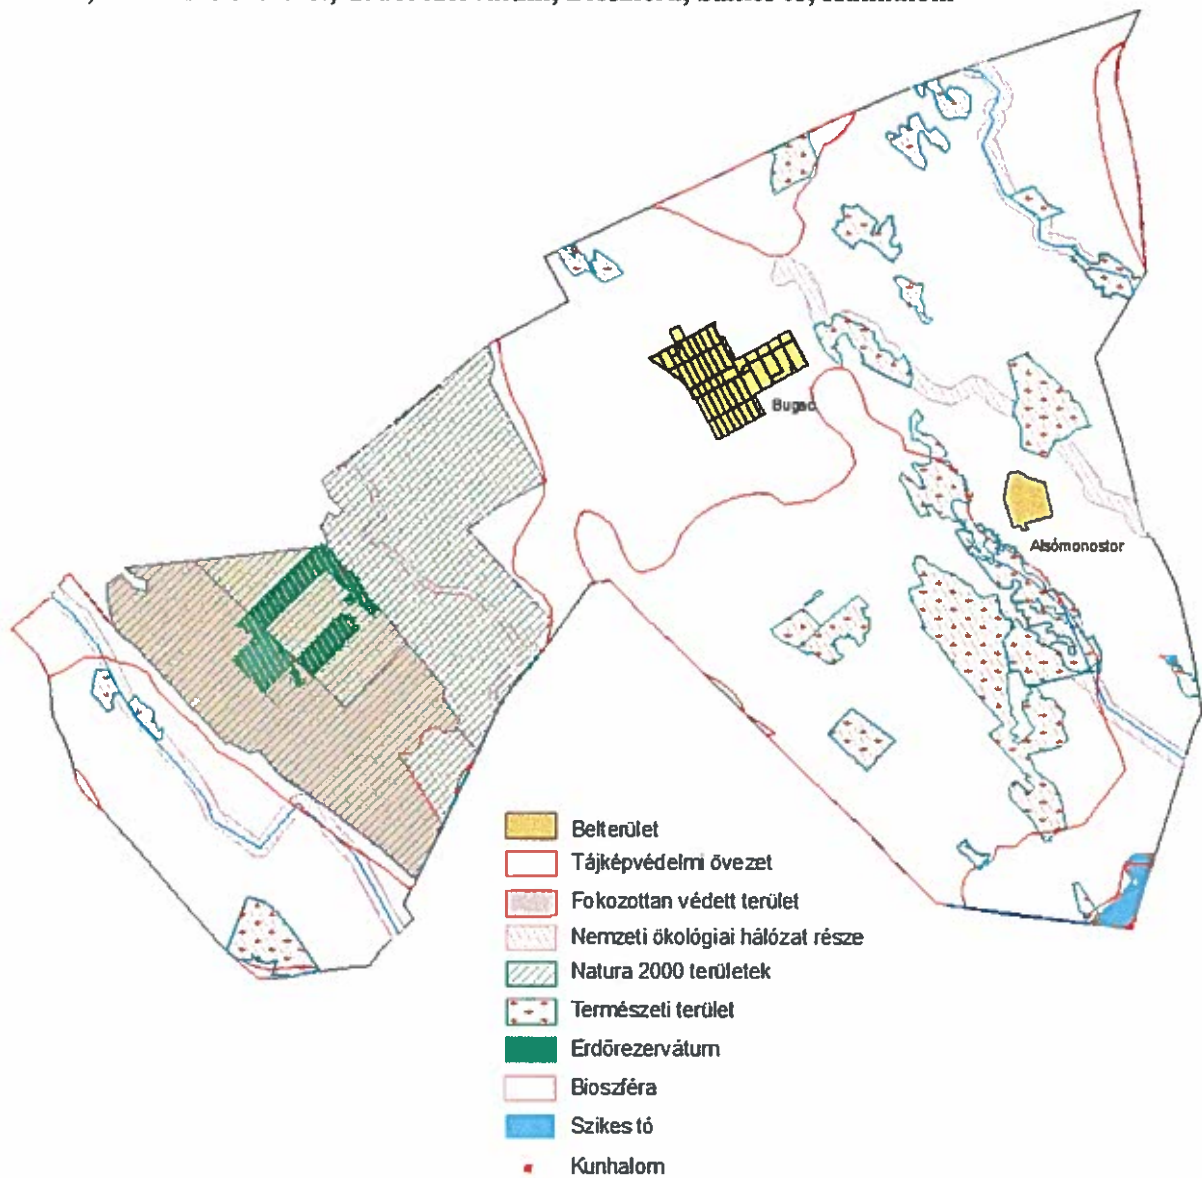 Bugac
Alsómonostor
Belterület
Tájképvédelmi övezet
Fokozottan védett terület
Nemzeti ökológiai hálózat része
Natura 2000 területek
Természeti terület
Erdőrezervátum
Bioszféra
Szikes tó
Kunhalom